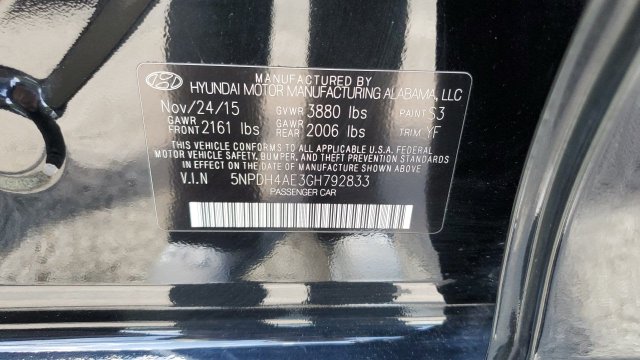 MANUFACTURED BY
HYUNDAI MOTOR MANUFACTURING ALABAMA, LLC
Nov/24/15 GVWR 3880 lbs PAINT S3
GAWR FRONT 2161 lbs GAWR REAR 2006 lbs TRIM YF
THIS VEHICLE CONFORMS TO ALL APPLICABLE U.S.A. FEDERAL
MOTOR VEHICLE SAFETY, BUMPER, AND THEFT PREVENTION STANDARDS
IN EFFECT ON THE DATE OF MANUFACTURE SHOWN ABOVE.
V.I.N 5NPDH4AE3GH792833
PASSENGER CAR